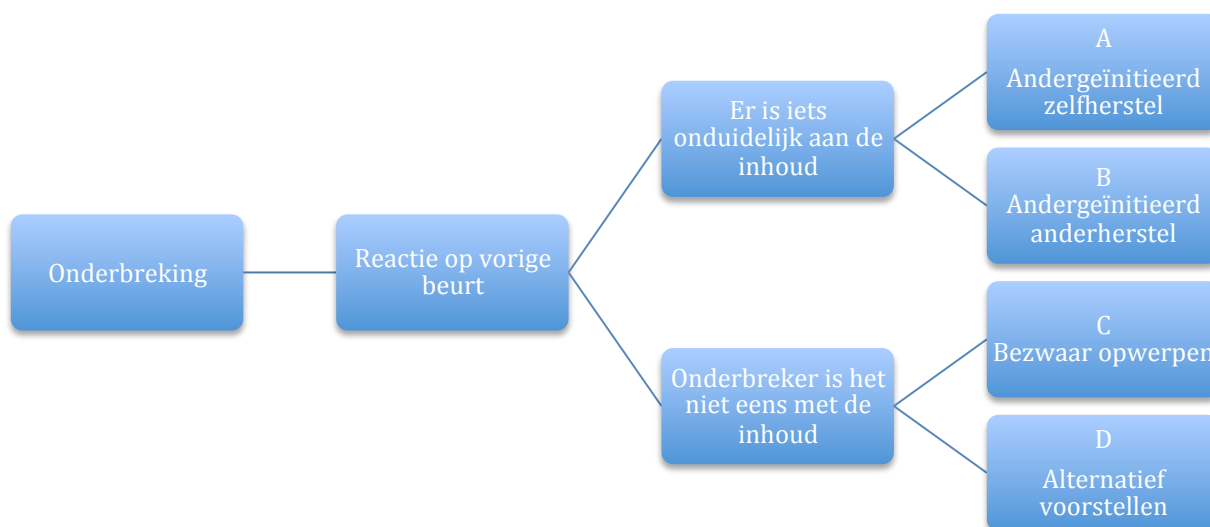 Onderbreking
Reactie op vorige
beurt
Er is iets
onduidelijk aan de
inhoud
Onderbreker is het
niet eens met de
inhoud
A
Andergeïnitieerd
zelfherstel
B
Andergeïnitieerd
anderherstel
C
Bezwaar opwerpen
D
Alternatief
voorstellen